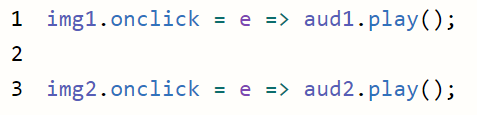 1 img1.onclick = e => aud1.play();
2
3 img2.onclick = e => aud2.play();